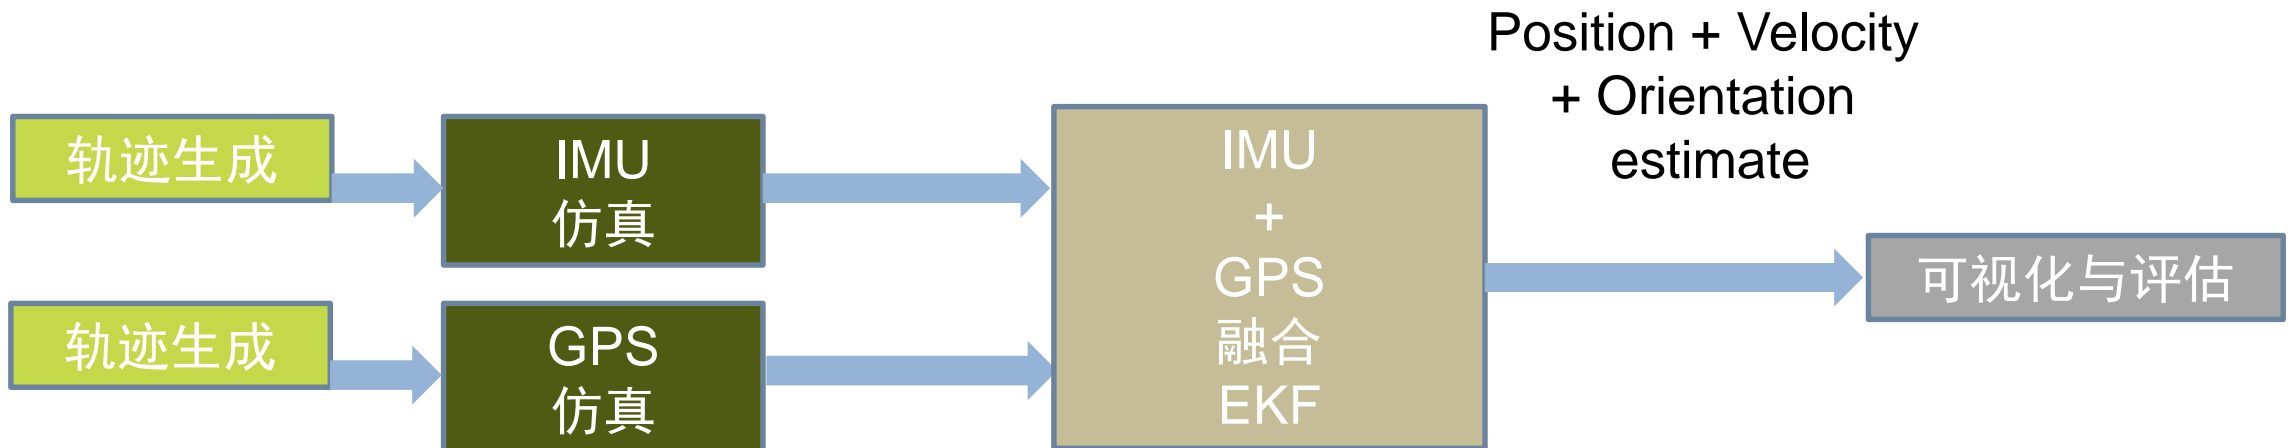 轨迹生成
IMU
仿真
轨迹生成
GPS
仿真
IMU
+
GPS
融合
EKF
Position + Velocity
+ Orientation
estimate
可视化与评估